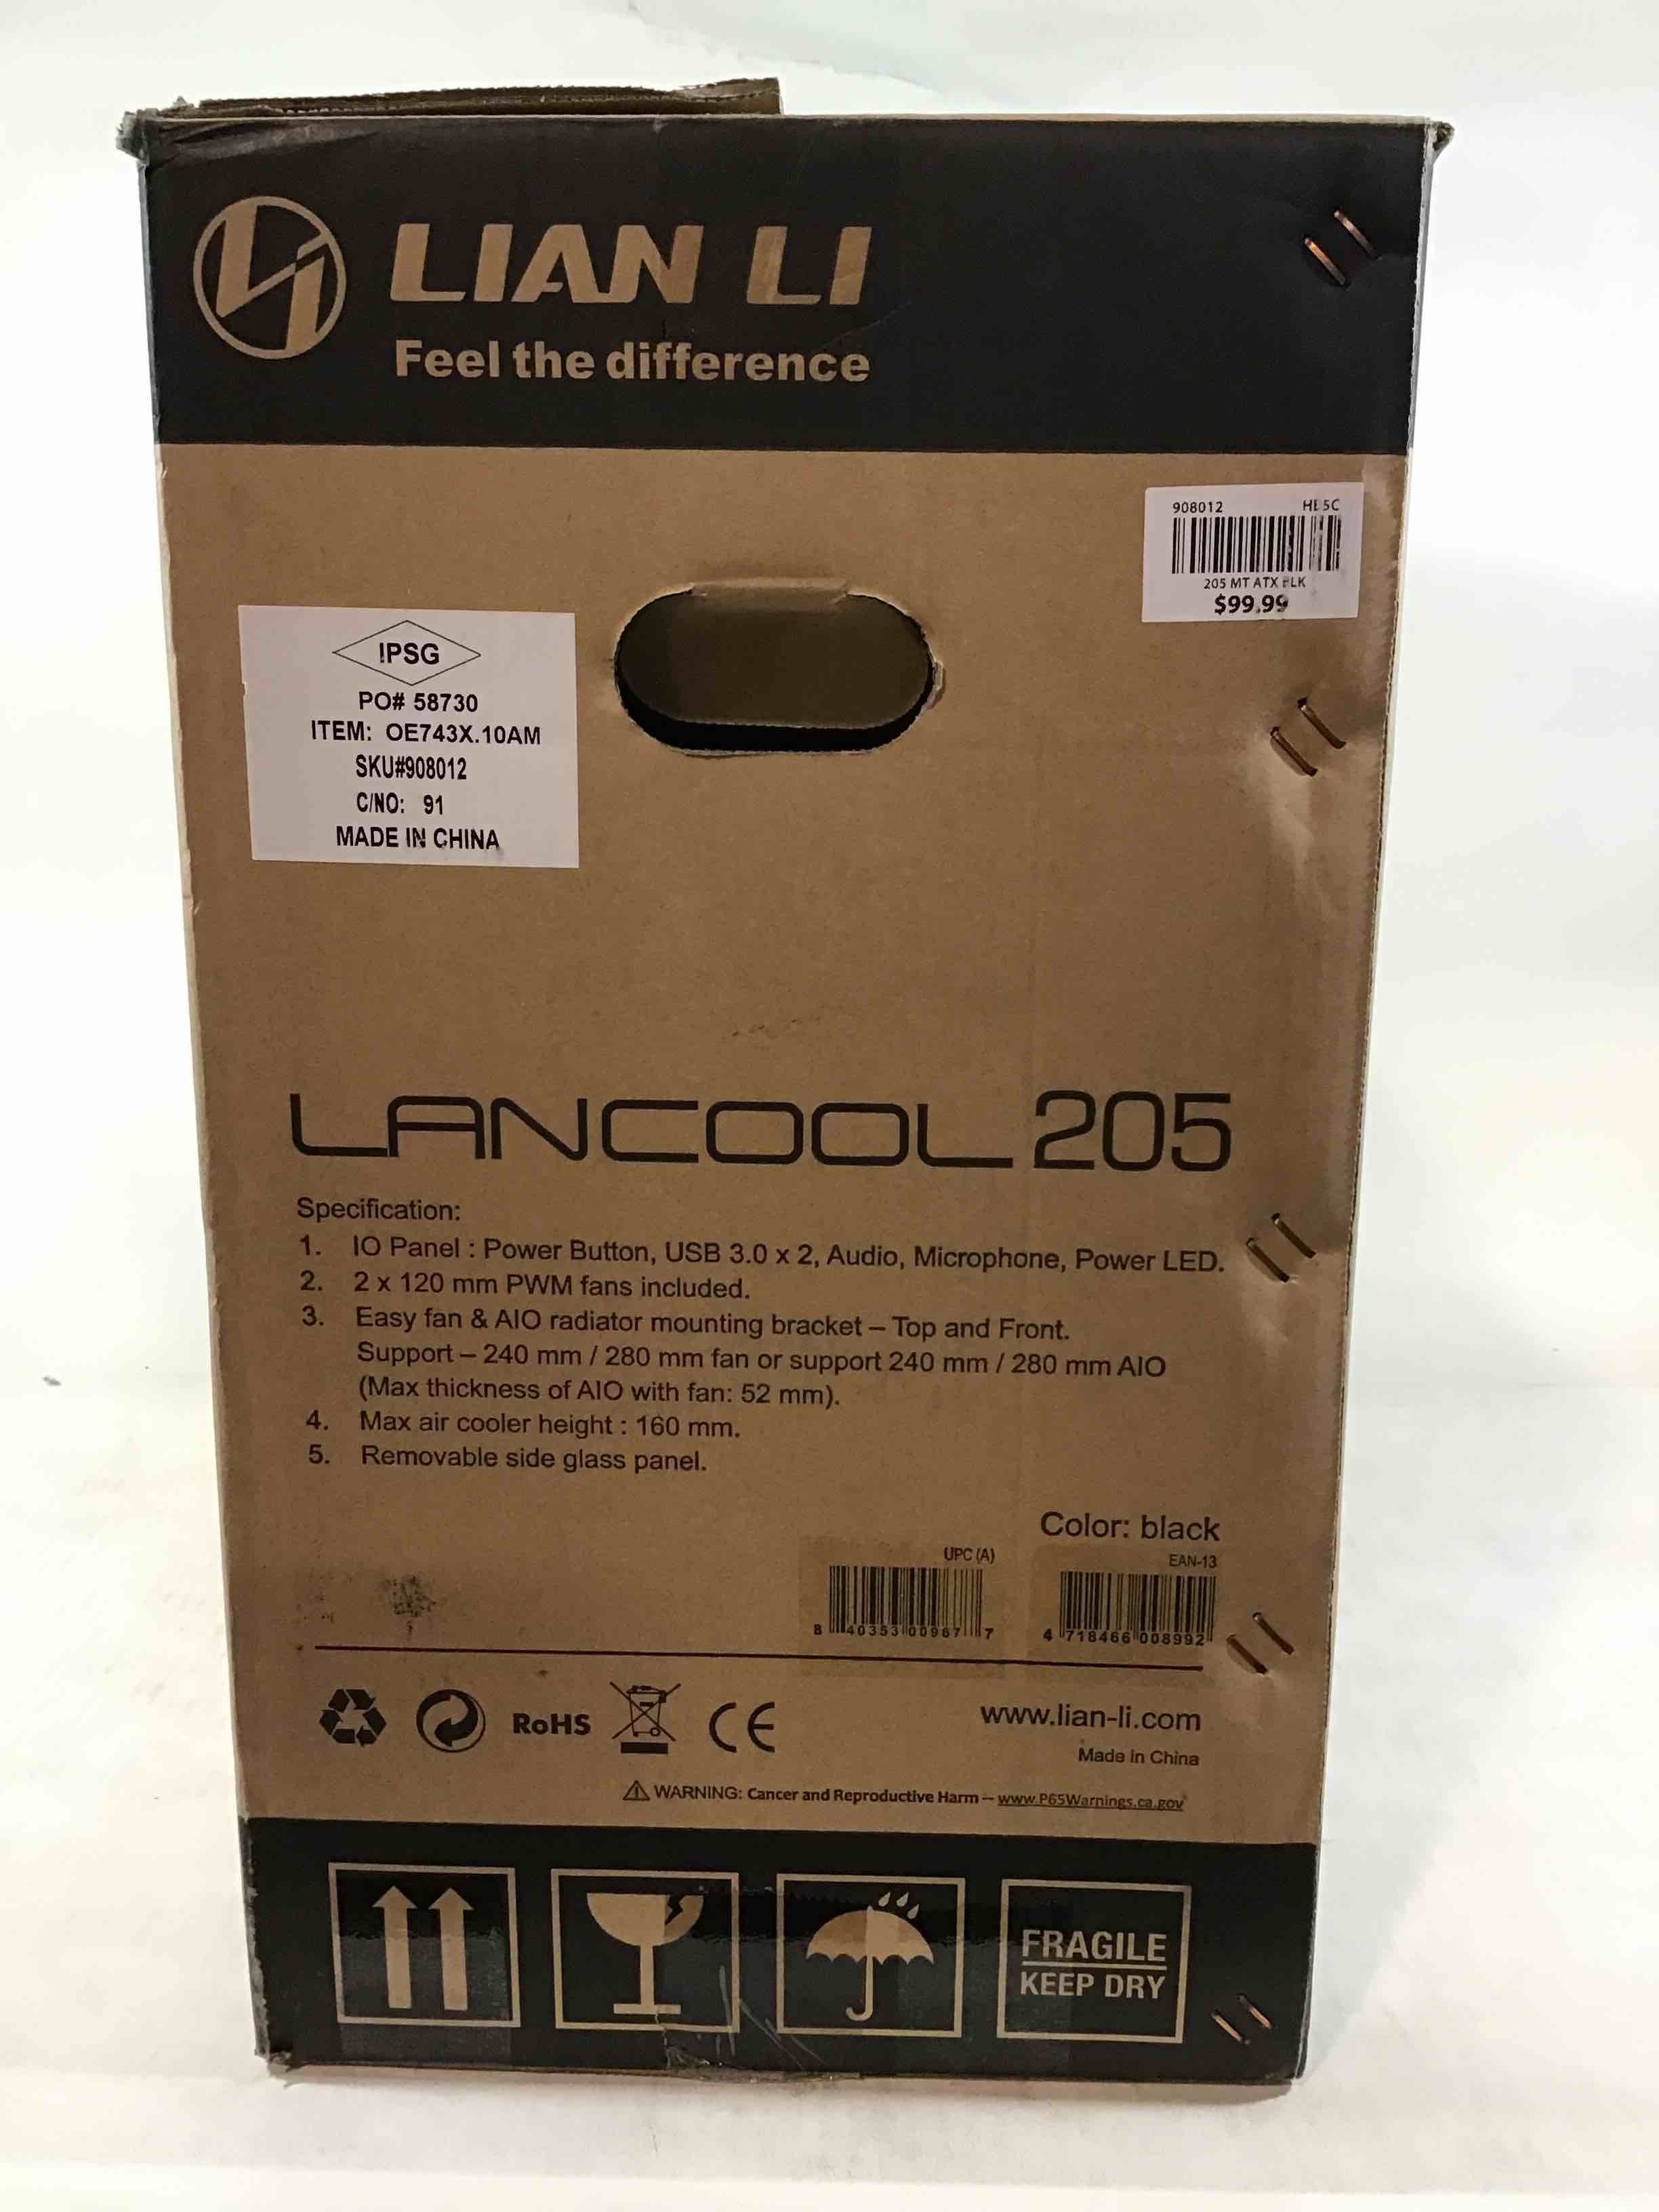 LIAN LI
Feel the difference
908012 HE5C
205 MT ATX BLK
$99.99
IPSG
PO# 58730
ITEM: OE743X.10AM
SKU#908012
C/NO: 91
MADE IN CHINA
LANCOOL 205
Specification:
1. IO Panel : Power Button, USB 3.0 x 2, Audio, Microphone, Power LED.
2. 2 x 120 mm PWM fans included.
3. Easy fan & AIO radiator mounting bracket – Top and Front.
Support – 240 mm / 280 mm fan or support 240 mm / 280 mm AIO
(Max thickness of AIO with fan: 52 mm).
4. Max air cooler height : 160 mm.
5. Removable side glass panel.
Color: black
UPC (A)
8 40353 00967 7
EAN-13
4 718466 008992
RoHS
CE
www.lian-li.com
Made in China
WARNING: Cancer and Reproductive Harm – www.P65Warnings.ca.gov
FRAGILE
KEEP DRY